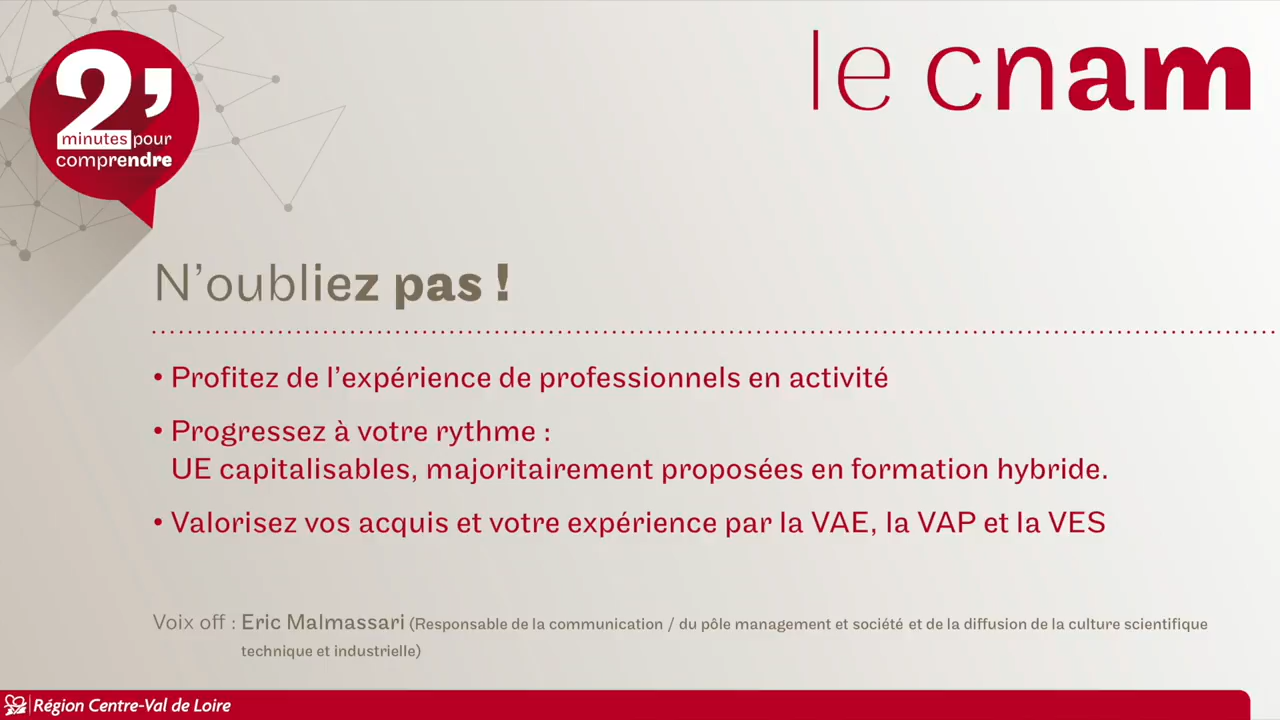 2'
minutes pour
comprendre
le cnam
N'oubliez pas !
• Profitez de l'expérience de professionnels en activité
• Progressez à votre rythme :
UE capitalisables, majoritairement proposées en formation hybride.
• Valorisez vos acquis et votre expérience par la VAE, la VAP et la VES
Voix off : Eric Malmassari (Responsable de la communication / du pôle management et société et de la diffusion de la culture scientifique
technique et industrielle)
Région Centre-Val de Loire